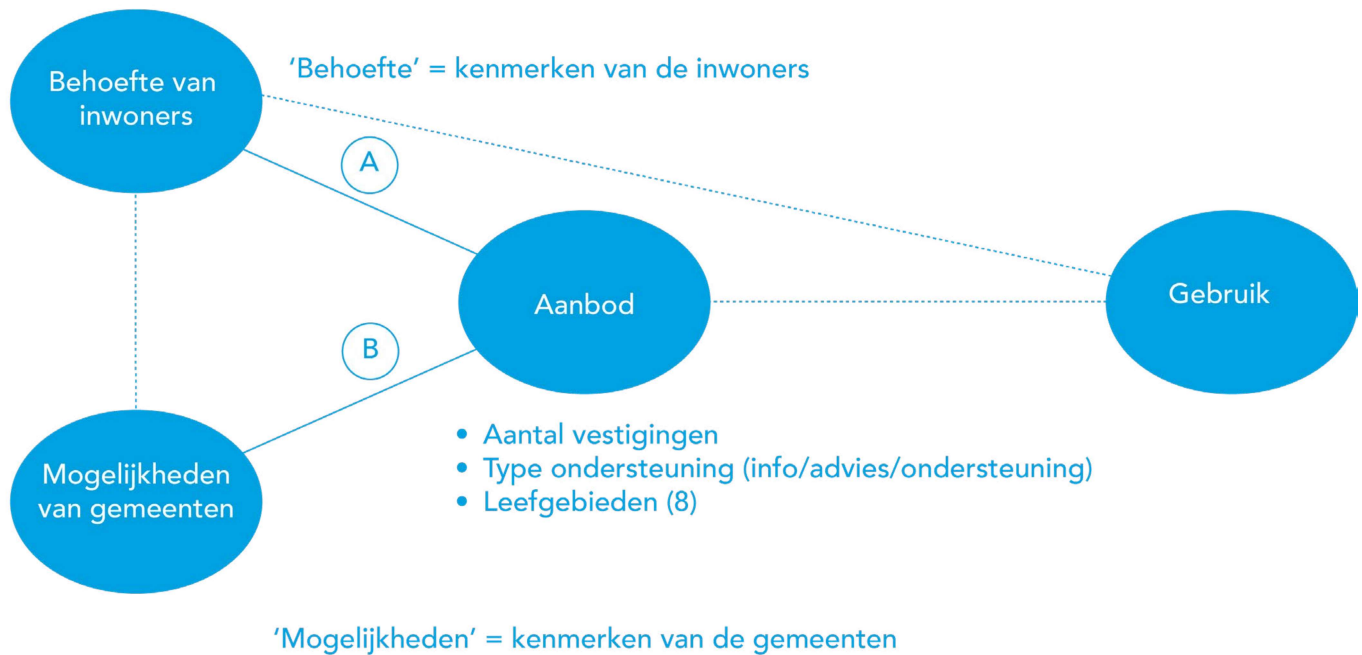 Behoefte van
inwoners
'Behoefte' = kenmerken van de inwoners
A
Aanbod
Gebruik
B
• Aantal vestigingen
• Type ondersteuning (info/advies/ondersteuning)
• Leefgebieden (8)
Mogelijkheden
van gemeenten
'Mogelijkheden' = kenmerken van de gemeenten